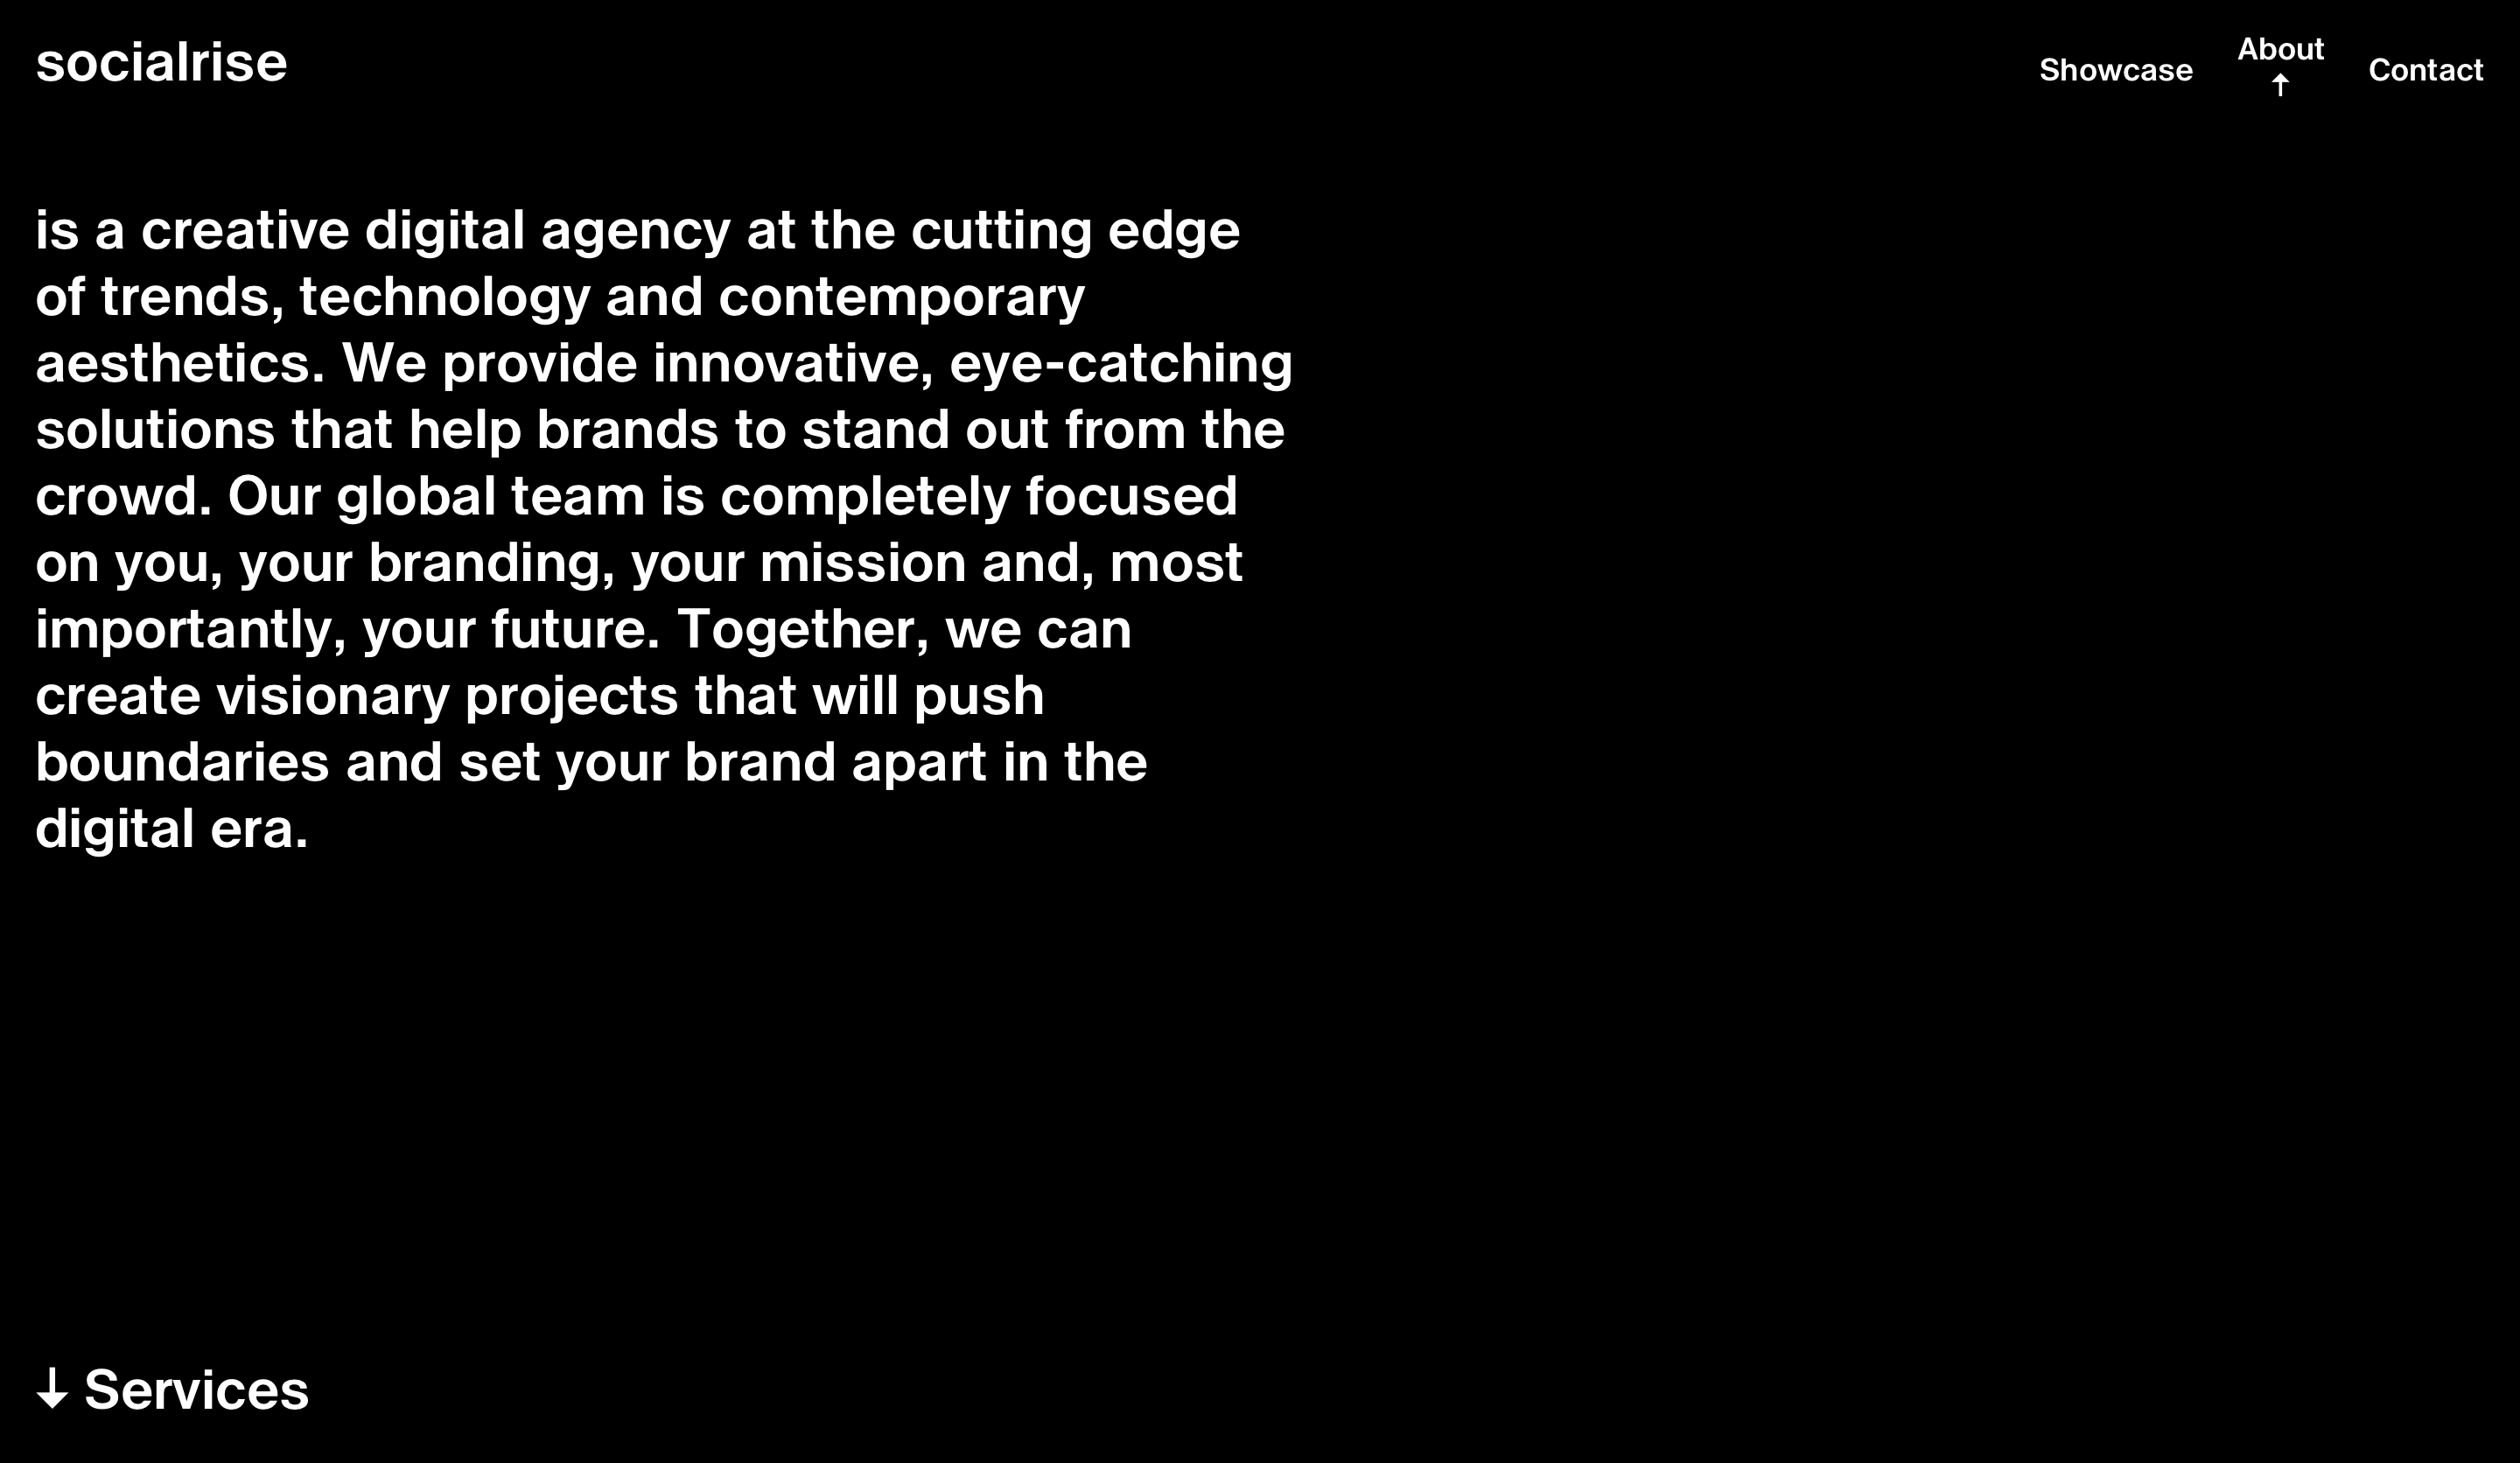 socialrise
Showcase
About
↑
Contact
is a creative digital agency at the cutting edge
of trends, technology and contemporary
aesthetics. We provide innovative, eye-catching
solutions that help brands to stand out from the
crowd. Our global team is completely focused
on you, your branding, your mission and, most
importantly, your future. Together, we can
create visionary projects that will push
boundaries and set your brand apart in the
digital era.
↓ Services